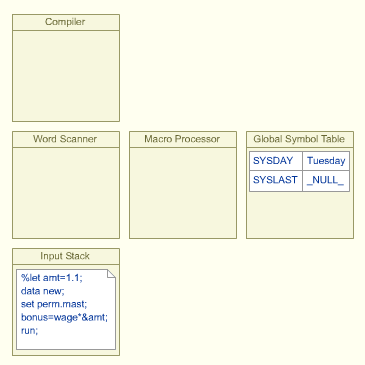 Compiler
Word Scanner
Macro Processor
Global Symbol Table
SYSDAY Tuesday
SYSLAST _NULL_
Input Stack
%let amt=1.1;
data new;
set perm.mast;
bonus=wage*&amt;
run;